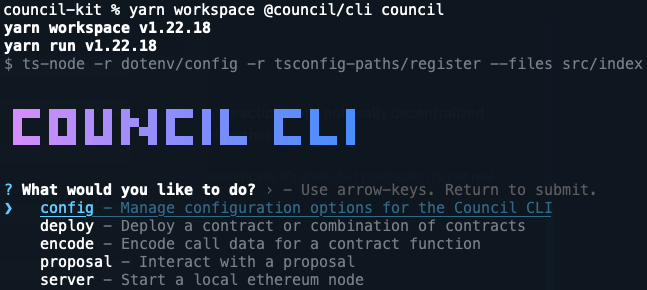 council-kit % yarn workspace @council/cli council
yarn workspace v1.22.18
yarn run v1.22.18
$ ts-node -r dotenv/config -r tsconfig-paths/register --files src/index
COUNCIL CLI
? What would you like to do? › - Use arrow-keys. Return to submit.
❯ config - Manage configuration options for the Council CLI
deploy - Deploy a contract or combination of contracts
encode - Encode call data for a contract function
proposal - Interact with a proposal
server - Start a local ethereum node